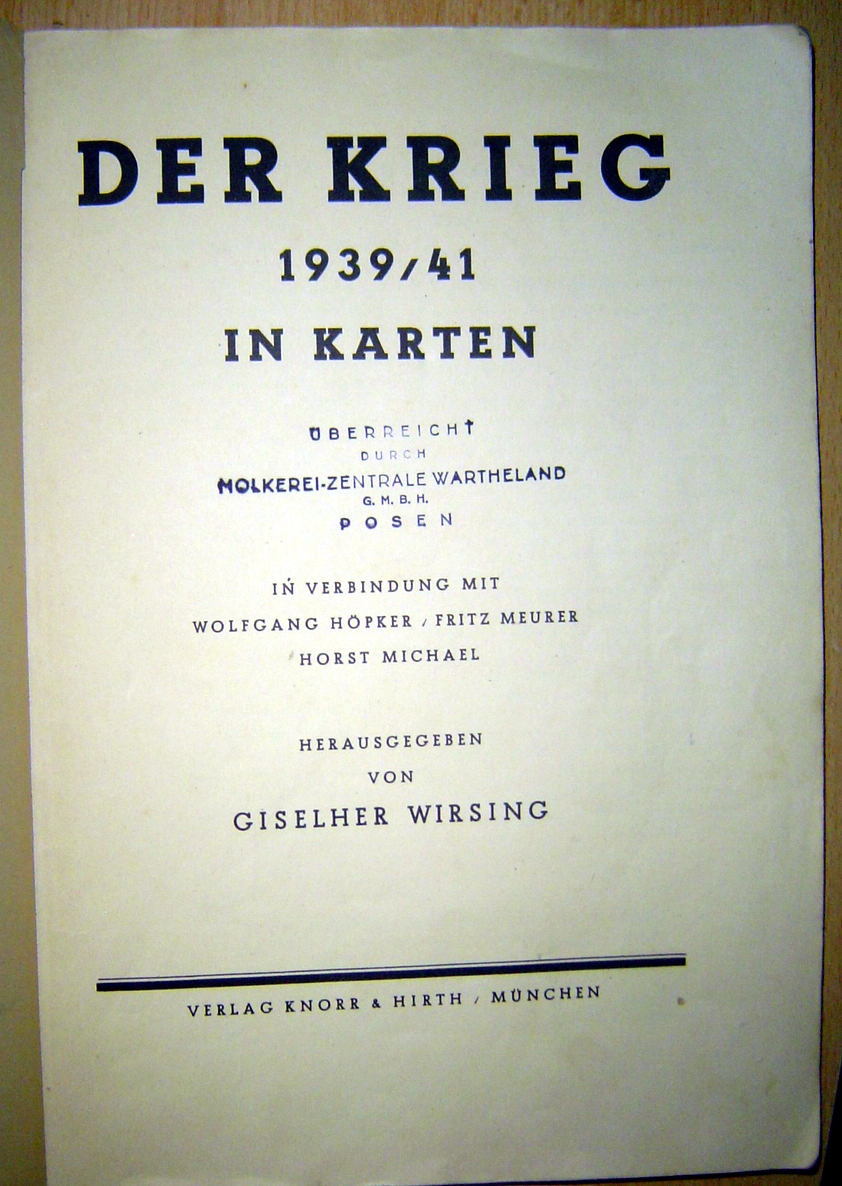 DER KRIEG
1939/41
IN KARTEN
ÜBERREICHT
DURCH
MOLKEREI-ZENTRALE WARTHELAND
G. M. B. H.
POSEN
IN VERBINDUNG MIT
WOLFGANG HÖPKER / FRITZ MEURER
HORST MICHAEL
HERAUSGEGEBEN
VON
GISELHER WIRSING
VERLAG KNORR & HIRTH / MÜNCHEN